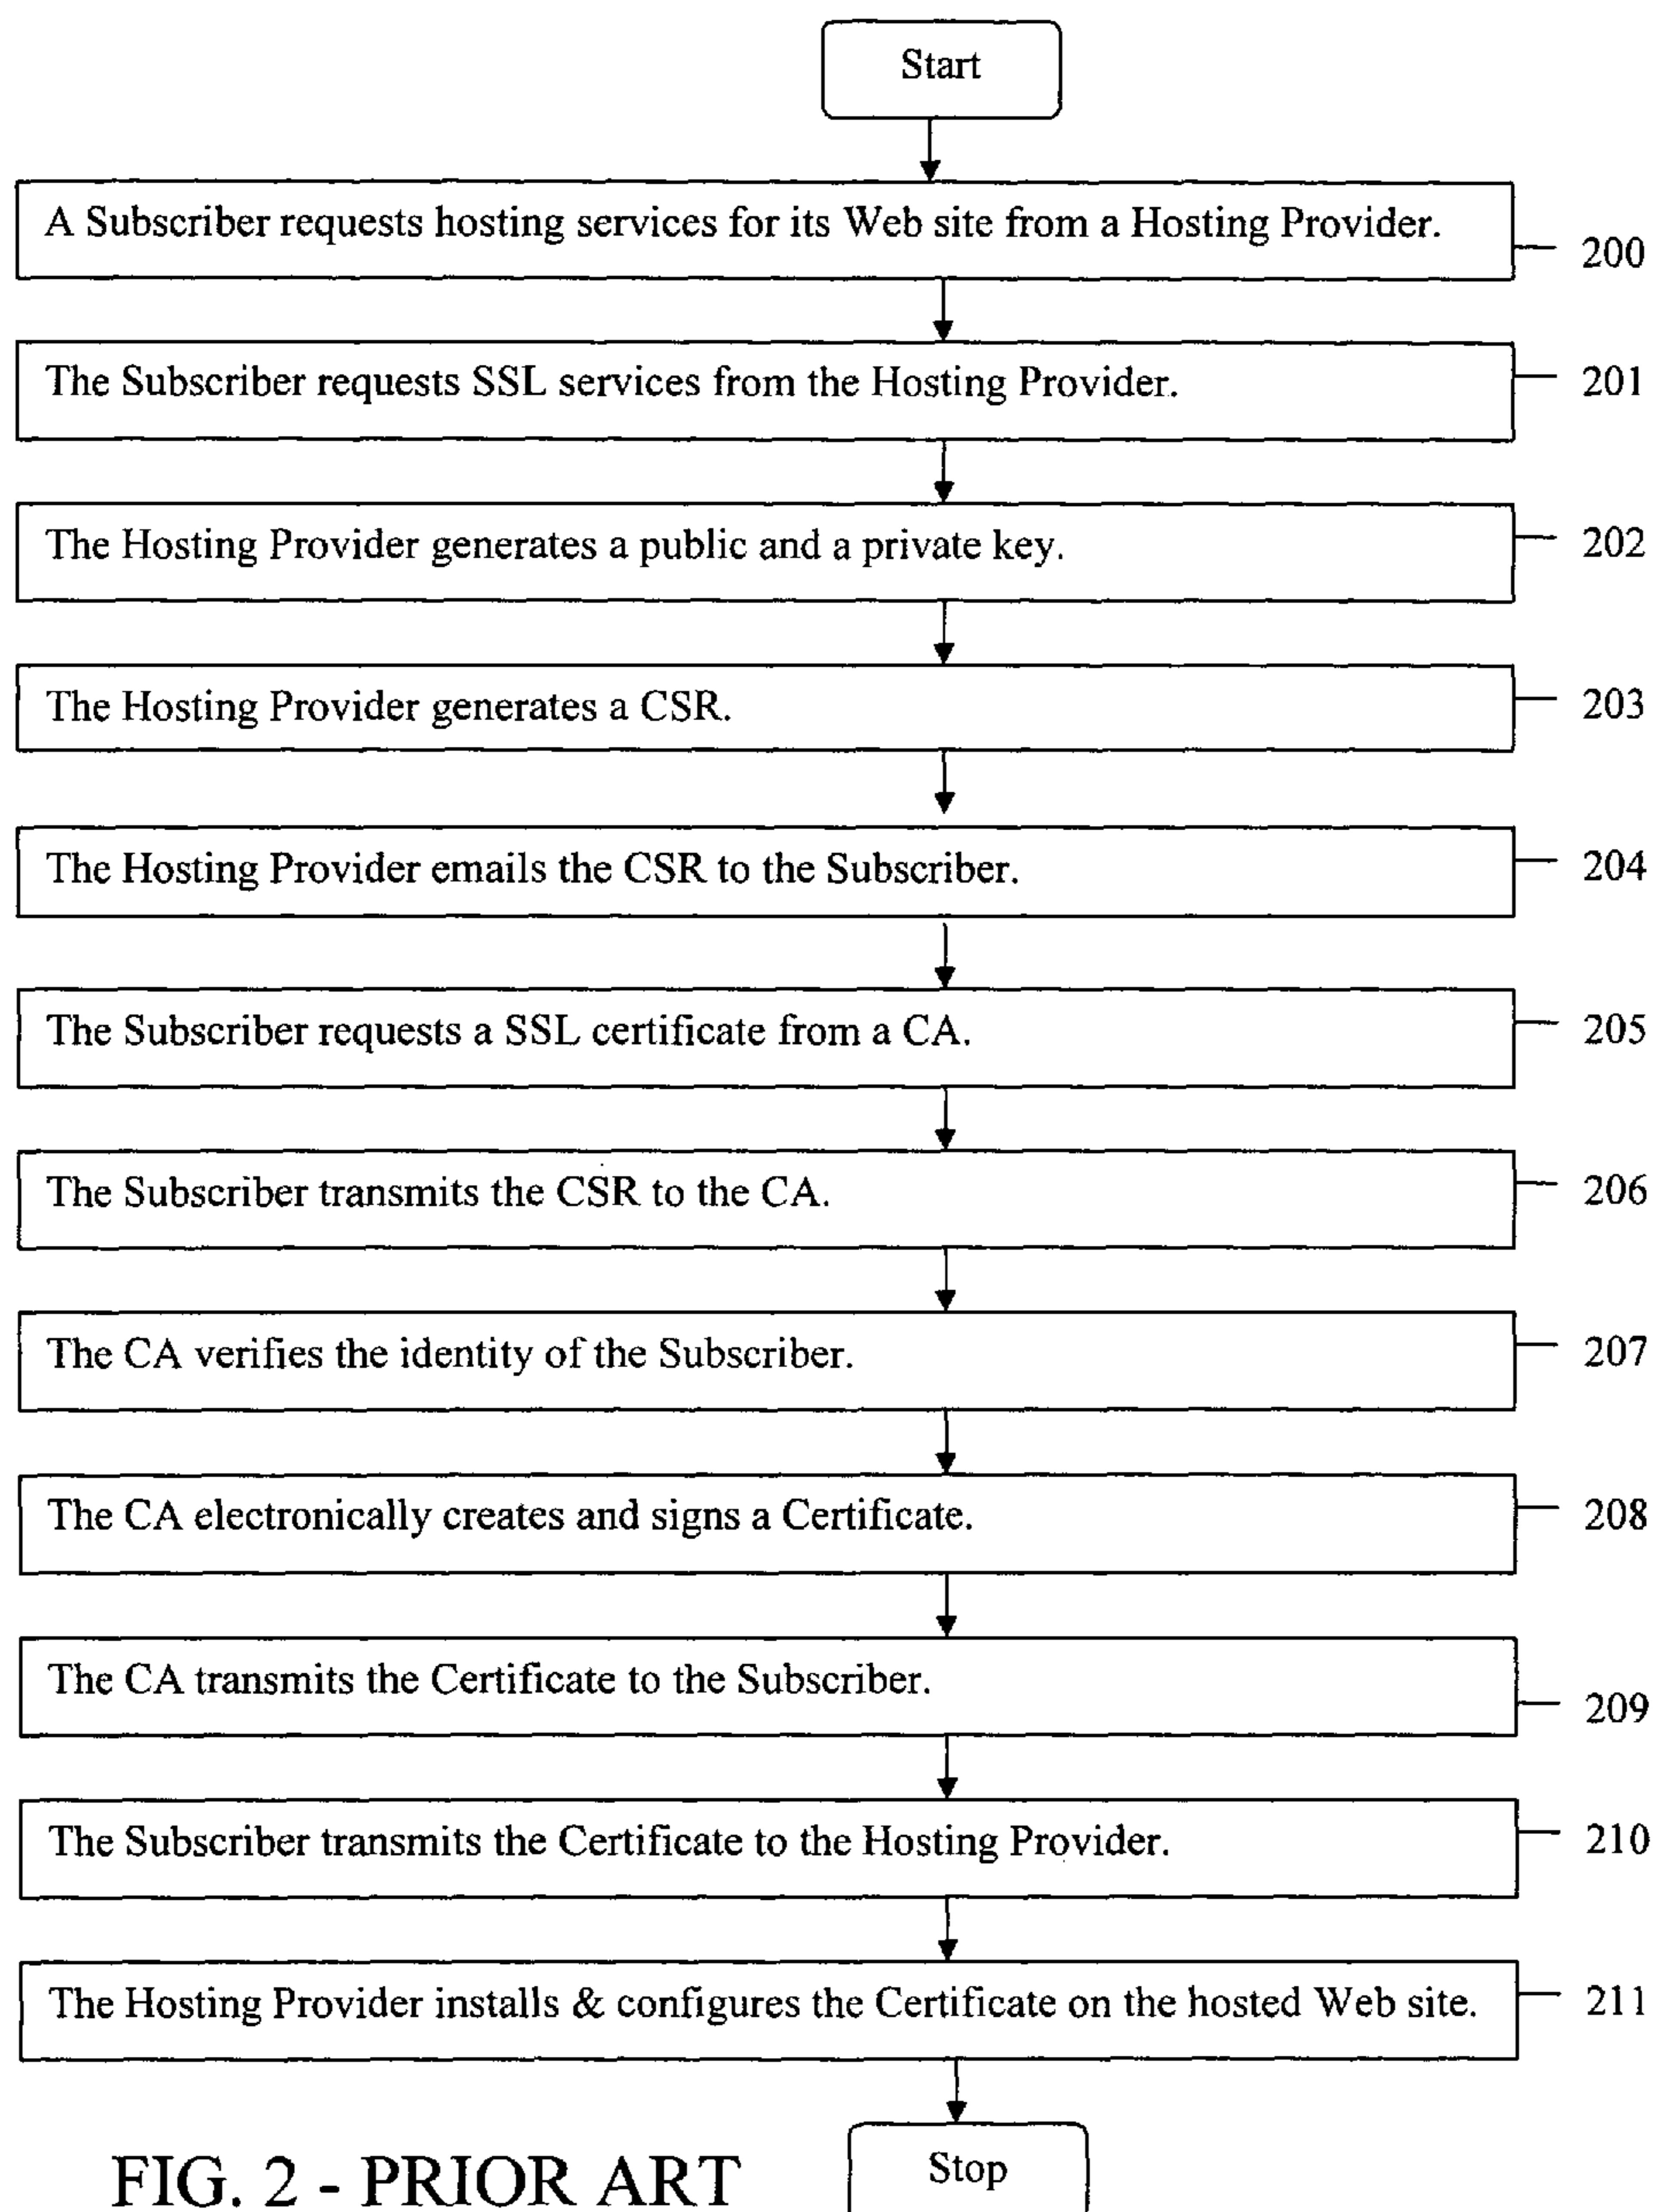 Start
A Subscriber requests hosting services for its Web site from a Hosting Provider.
200
The Subscriber requests SSL services from the Hosting Provider.
201
The Hosting Provider generates a public and a private key.
202
The Hosting Provider generates a CSR.
203
The Hosting Provider emails the CSR to the Subscriber.
204
The Subscriber requests a SSL certificate from a CA.
205
The Subscriber transmits the CSR to the CA.
206
The CA verifies the identity of the Subscriber.
207
The CA electronically creates and signs a Certificate.
208
The CA transmits the Certificate to the Subscriber.
209
The Subscriber transmits the Certificate to the Hosting Provider.
210
The Hosting Provider installs & configures the Certificate on the hosted Web site.
211
Stop
FIG. 2 - PRIOR ART